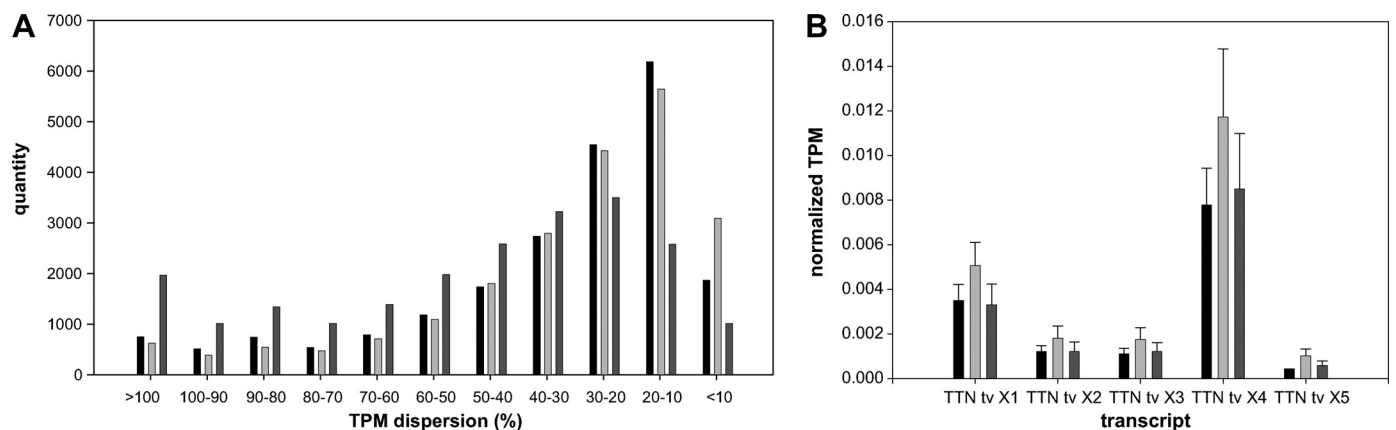 A
quantity
7000
6000
5000
4000
3000
2000
1000
0
>100 100-90 90-80 80-70 70-60 60-50 50-40 40-30 30-20 20-10 <10
TPM dispersion (%)
B
normalized TPM
0.016
0.014
0.012
0.010
0.008
0.006
0.004
0.002
0.000
TTN tv X1 TTN tv X2 TTN tv X3 TTN tv X4 TTN tv X5
transcript